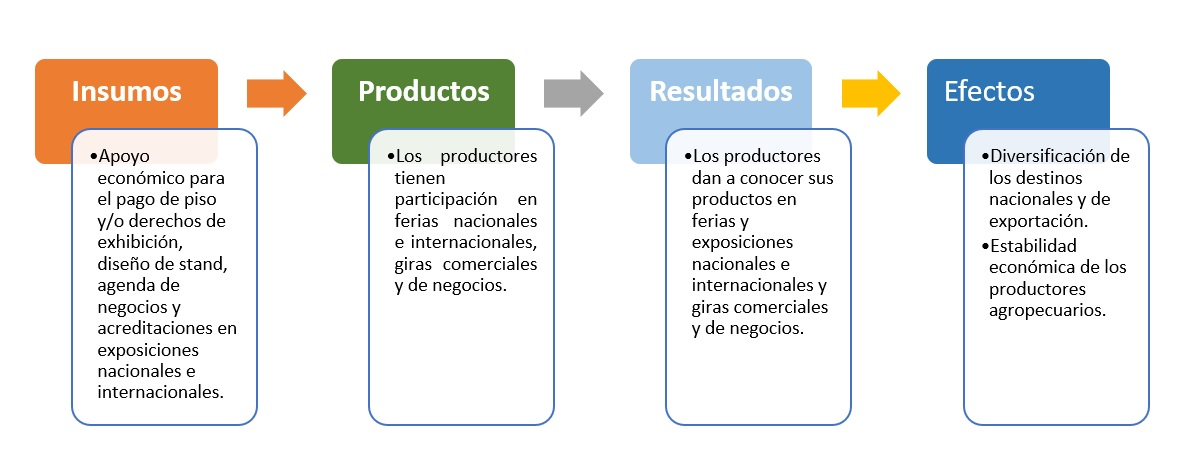 Insumos
•Apoyo
económico para
el pago de piso
y/o derechos de
exhibición,
diseño de stand,
agenda de
negocios y
acreditaciones en
exposiciones
nacionales e
internacionales.
Productos
•Los productores
tienen
participación en
ferias nacionales
e internacionales,
giras comerciales
y de negocios.
Resultados
•Los productores
dan a conocer sus
productos en
ferias y
exposiciones
nacionales e
internacionales y
giras comerciales
y de negocios.
Efectos
•Diversificación de
los destinos
nacionales y de
exportación.
•Estabilidad
económica de los
productores
agropecuarios.